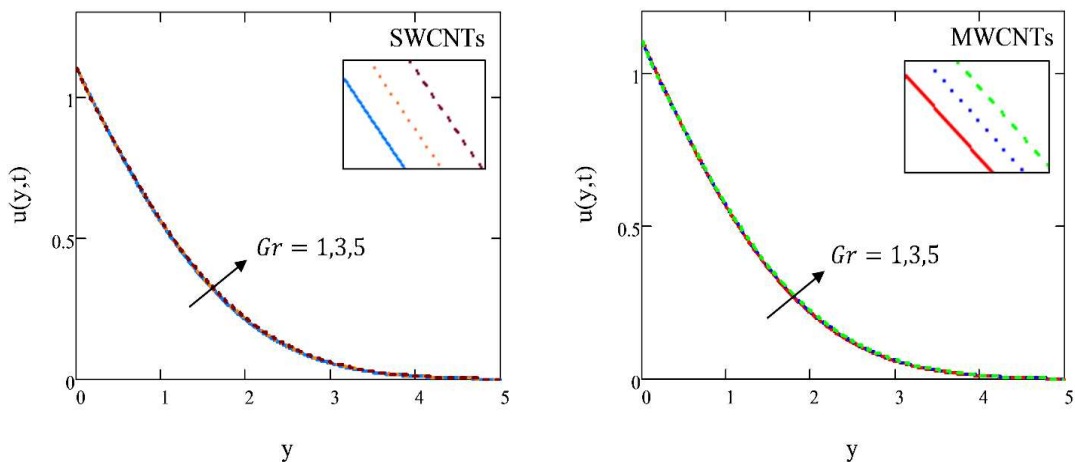 SWCNTs
1
0.5
0
u(y,t)
Gr = 1,3,5
0 1 2 3 4 5
y
MWCNTs
1
0.5
0
u(y,t)
Gr = 1,3,5
0 1 2 3 4 5
y